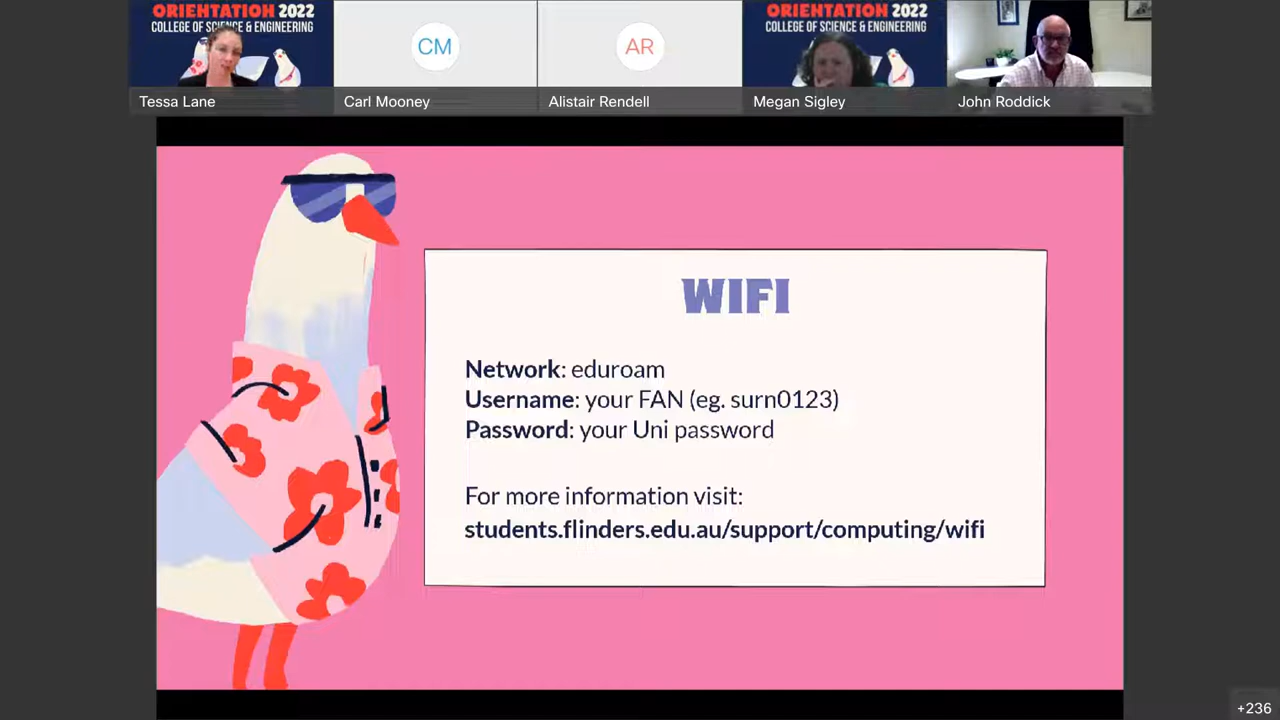 ORIENTATION 2022
COLLEGE OF SCIENCE & ENGINEERING
Tessa Lane
CM
Carl Mooney
AR
Alistair Rendell
ORIENTATION 2022
COLLEGE OF SCIENCE & ENGINEERING
Megan Sigley
John Roddick
WIFI
Network: eduroam
Username: your FAN (eg. surn0123)
Password: your Uni password
For more information visit:
students.flinders.edu.au/support/computing/wifi
+236